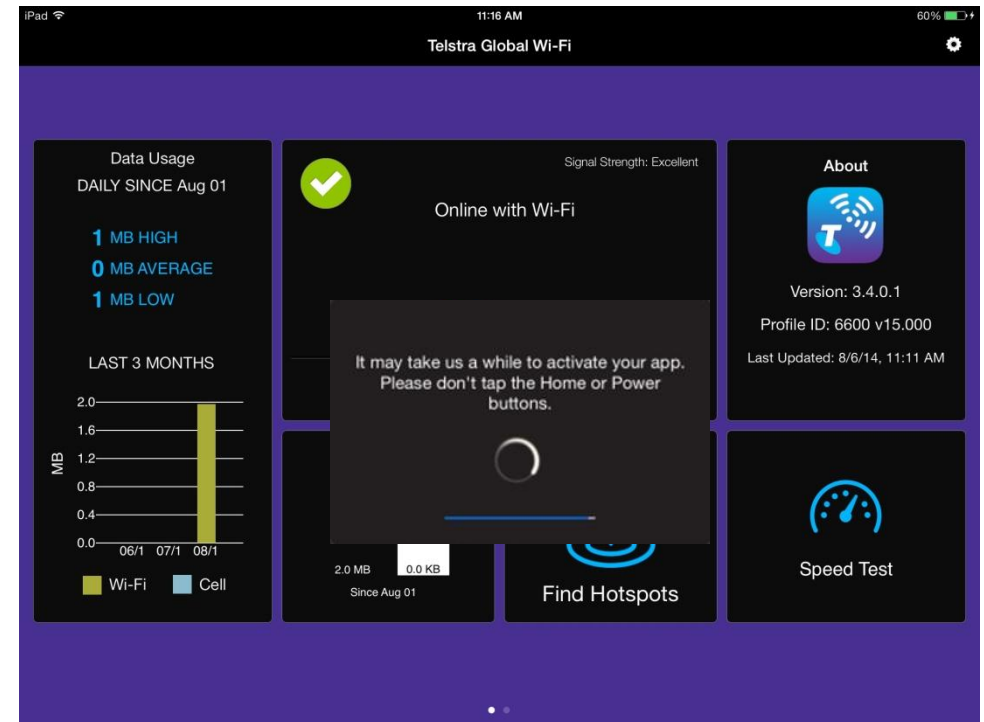 iPad
11:16 AM
60%
Telstra Global Wi-Fi
Data Usage
DAILY SINCE Aug 01
1 MB HIGH
0 MB AVERAGE
1 MB LOW
LAST 3 MONTHS
MB
2.0
1.6
1.2
0.8
0.4
0.0
06/1 07/1 08/1
Wi-Fi Cell
Signal Strength: Excellent
Online with Wi-Fi
It may take us a while to activate your app.
Please don't tap the Home or Power
buttons.
2.0 MB 0.0 KB
Since Aug 01
Find Hotspots
About
T
Version: 3.4.0.1
Profile ID: 6600 v15.000
Last Updated: 8/6/14, 11:11 AM
Speed Test